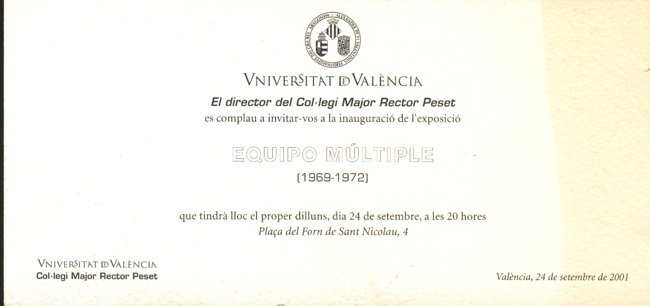 VNIVERSITAT ID VALÈNCIA
El director del Col·legi Major Rector Peset
es complau a invitar-vos a la inauguració de l'exposició
EQUIPO MÚLTIPLE
(1969-1972)
que tindrà lloc el proper dilluns, dia 24 de setembre, a les 20 hores
Plaça del Forn de Sant Nicolau, 4
VNIVERSITAT ID VALÈNCIA
Col·legi Major Rector Peset
València, 24 de setembre de 2001